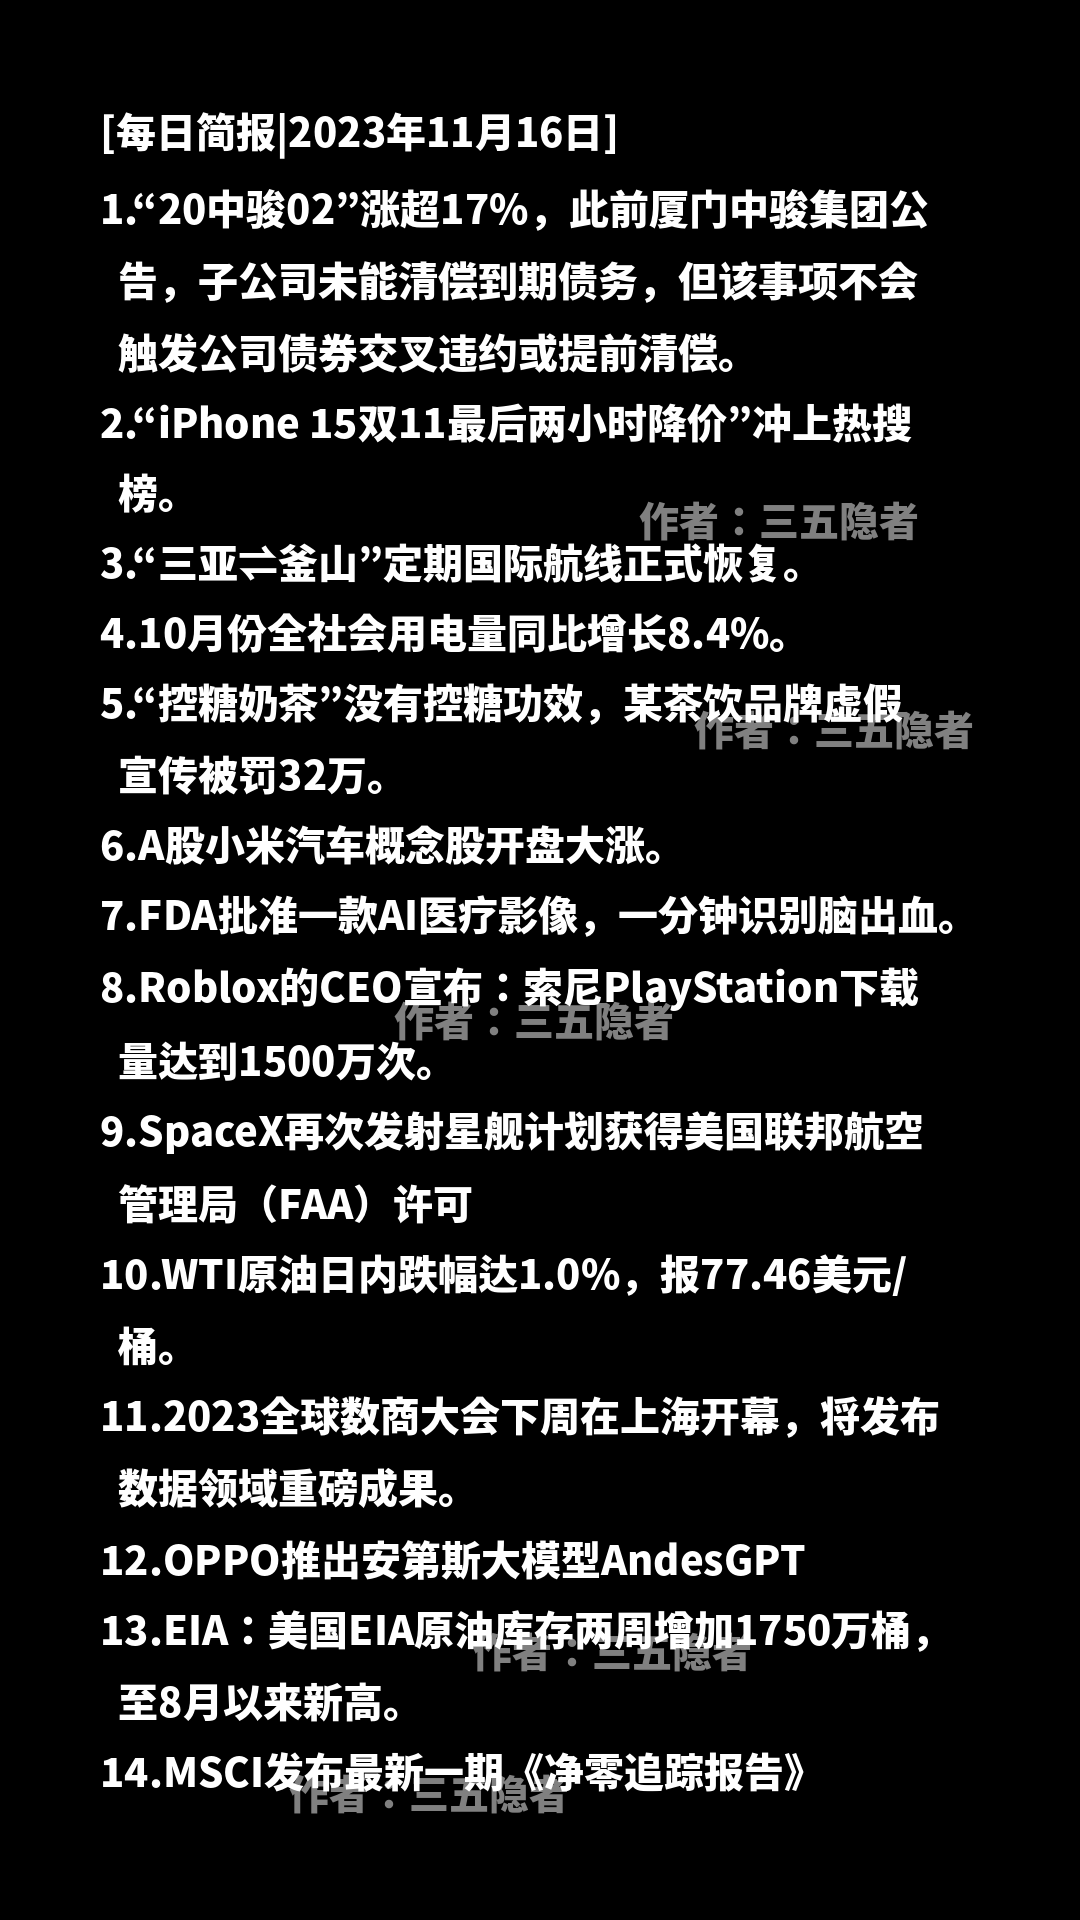 [每日简报|2023年11月16日]
1.“20中骏02”涨超17%，此前厦门中骏集团公
告，子公司未能清偿到期债务，但该事项不会
触发公司债券交叉违约或提前清偿。
2.“iPhone 15双11最后两小时降价”冲上热搜
榜。
作者：三五隐者
3.“三亚⇌釜山”定期国际航线正式恢复。
4.10月份全社会用电量同比增长8.4%。
5.“控糖奶茶”没有控糖功效，某茶饮品牌虚假
作者：三五隐者
宣传被罚32万。
6.A股小米汽车概念股开盘大涨。
7.FDA批准一款AI医疗影像，一分钟识别脑出血。
8.Roblox的CEO宣布：索尼PlayStation下载
作者：三五隐者
量达到1500万次。
9.SpaceX再次发射星舰计划获得美国联邦航空
管理局（FAA）许可
10.WTI原油日内跌幅达1.0%，报77.46美元/
桶。
11.2023全球数商大会下周在上海开幕，将发布
数据领域重磅成果。
12.OPPO推出安第斯大模型AndesGPT
13.EIA：美国EIA原油库存两周增加1750万桶，
作者：三五隐者
至8月以来新高。
14.MSCI发布最新一期《净零追踪报告》
作者：三五隐者